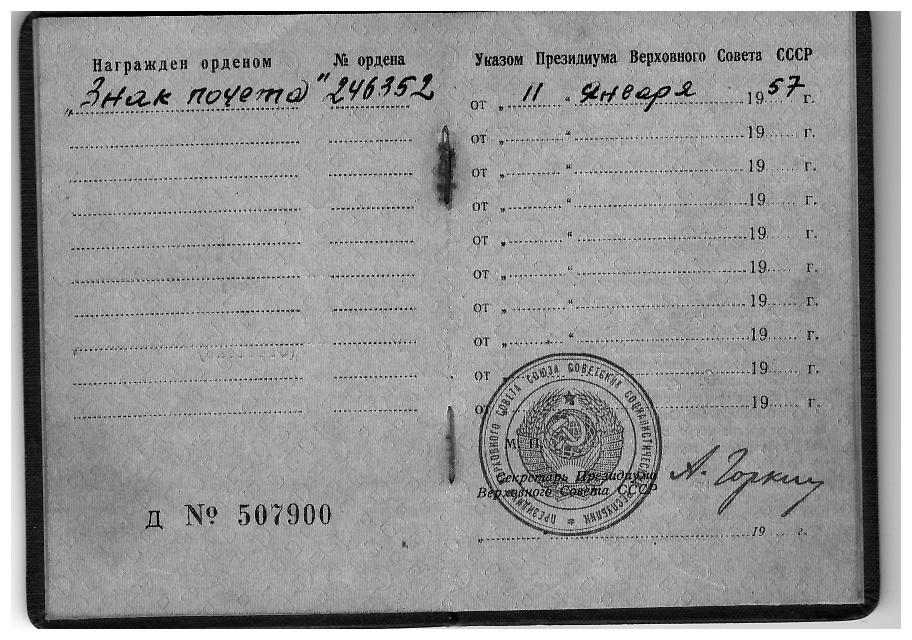 Награжден орденом
№ ордена
„Знак почета" 246352
Указом Президиума Верховного Совета СССР
от „ 11 “ Января 1957 г.
от „ “ 19 г.
от „ “ 19 г.
от „ “ 19 г.
от „ “ 19 г.
от „ “ 19 г.
от „ “ 19 г.
от „ “ 19 г.
от „ 19 г.
от 19 г.
ПРЕЗИДИУМ ВЕРХОВНОГО СОВЕТА СОЮЗА СОВЕТСКИХ СОЦИАЛИСТИЧЕСКИХ РЕСПУБЛИК
М. П.
Секретарь Президиума
Верховного Совета СССР
А. Горкин
„ “ 19 г.
Д № 507900